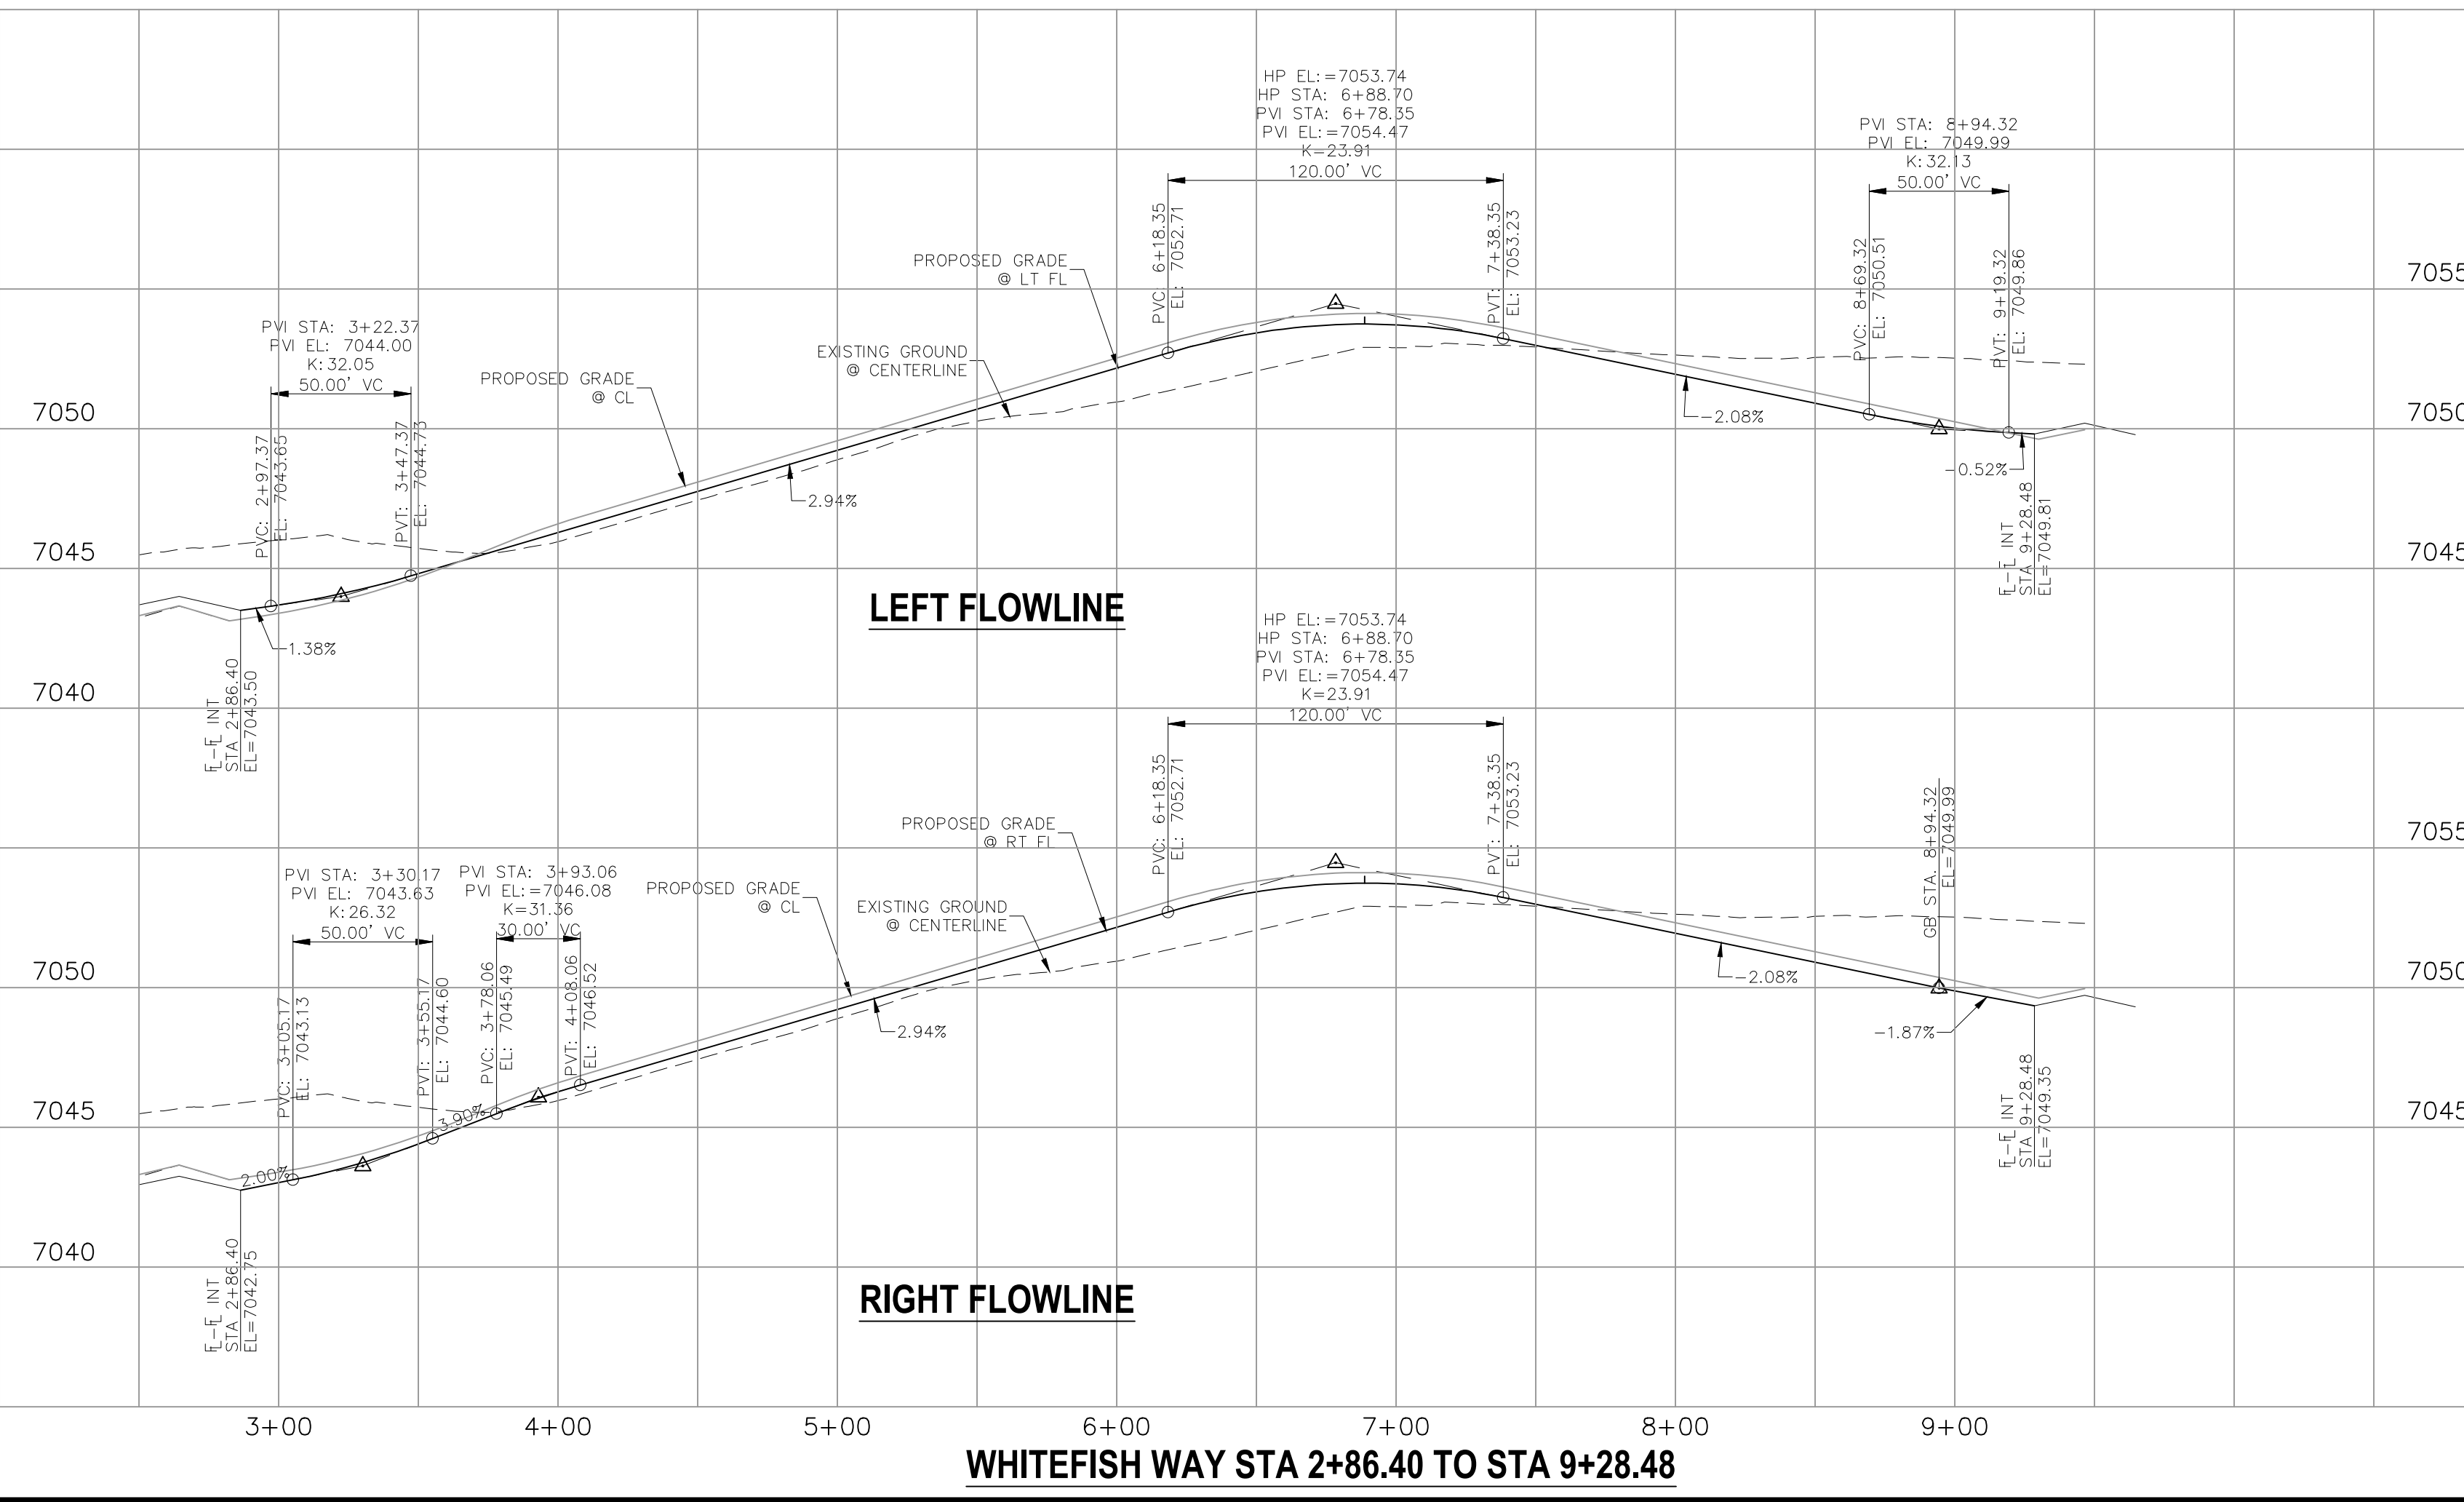 HP EL:=7053.74
HP STA: 6+88.70
PVI STA: 6+78.35
PVI EL:=7054.47
K=23.91
120.00' VC
PVI STA: 8+94.32
PVI EL: 7049.99
K: 32.13
50.00' VC
PVC: 6+18.35
EL: 7052.71
PVT: 7+38.35
EL: 7053.23
PVC: 8+69.32
EL: 7050.51
PVT: 9+19.32
EL: 7049.86
PROPOSED GRADE
@ LT FL
7055
PVI STA: 3+22.37
PVI EL: 7044.00
K: 32.05
50.00' VC
EXISTING GROUND
@ CENTERLINE
PROPOSED GRADE
@ CL
7050
7050
-2.08%
PVC: 2+97.37
EL: 7043.65
PVT: 3+47.37
EL: 7044.73
2.94%
-0.52%
7045
7045
FL-FL INT
STA 9+28.48
EL=7049.81
LEFT FLOWLINE
1.38%
7040
FL-FL INT
STA 2+86.40
EL=7043.50
HP EL:=7053.74
HP STA: 6+88.70
PVI STA: 6+78.35
PVI EL:=7054.47
K=23.91
120.00' VC
PVC: 6+18.35
EL: 7052.71
PVT: 7+38.35
EL: 7053.23
GB STA. 8+94.32
EL=7049.99
PROPOSED GRADE
@ RT FL
7055
PVI STA: 3+30.17
PVI EL: 7043.63
K: 26.32
50.00' VC
PVI STA: 3+93.06
PVI EL:=7046.08
K=31.36
30.00' VC
PROPOSED GRADE
@ CL
EXISTING GROUND
@ CENTERLINE
7050
7050
-2.08%
PVC: 3+05.17
EL: 7043.13
PVT: 3+55.17
EL: 7044.60
PVC: 3+78.06
EL: 7045.49
PVT: 4+08.06
EL: 7046.52
2.94%
-1.87%
7045
3.90%
7045
2.00%
FL-FL INT
STA 9+28.48
EL=7049.35
7040
FL-FL INT
STA 2+86.40
EL=7042.75
RIGHT FLOWLINE
3+00 4+00 5+00 6+00 7+00 8+00 9+00
WHITEFISH WAY STA 2+86.40 TO STA 9+28.48